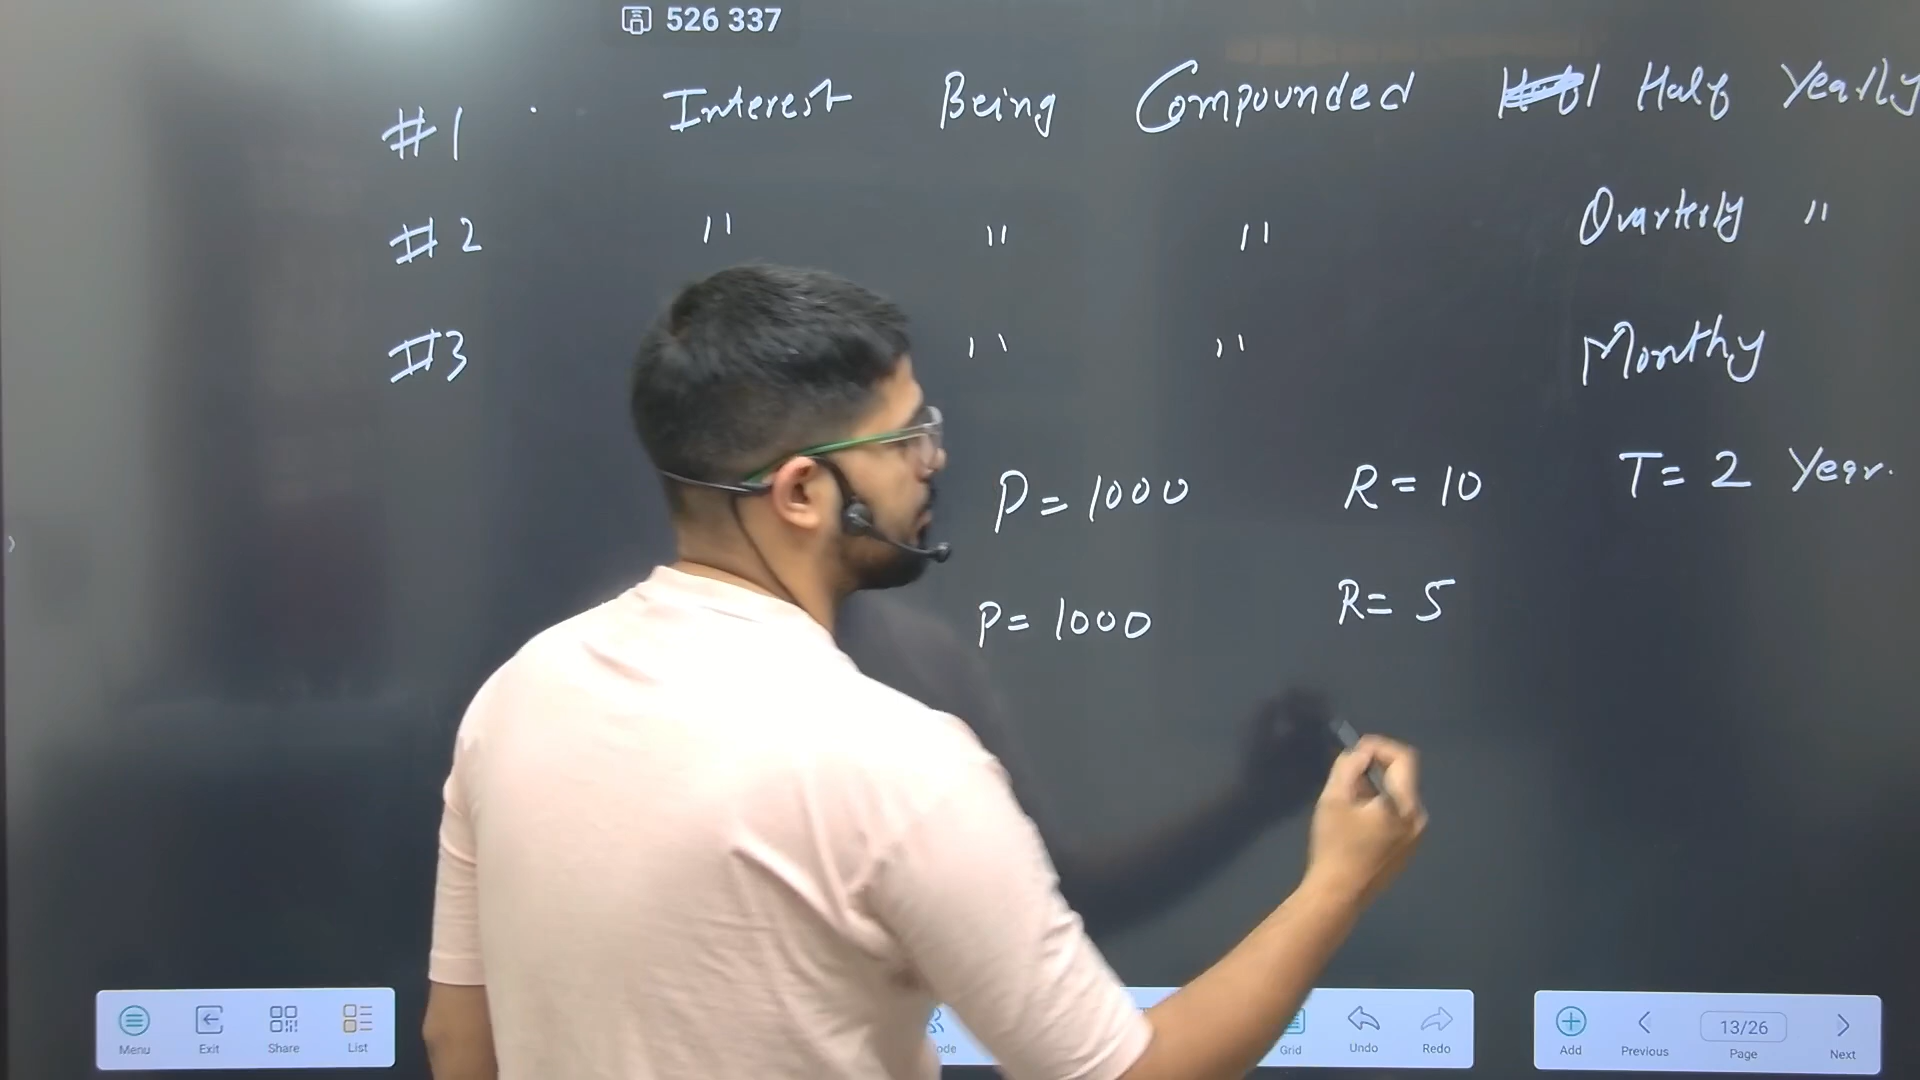 526 337
#1 Interest Being Compounded Half Yearly
#2 " " " Quarterly "
#3 " " Monthy
P = 1000 R = 10 T = 2 Year.
P = 1000 R = 5
Menu Exit Share List Grid Undo Redo Add Previous 13/26 Page Next